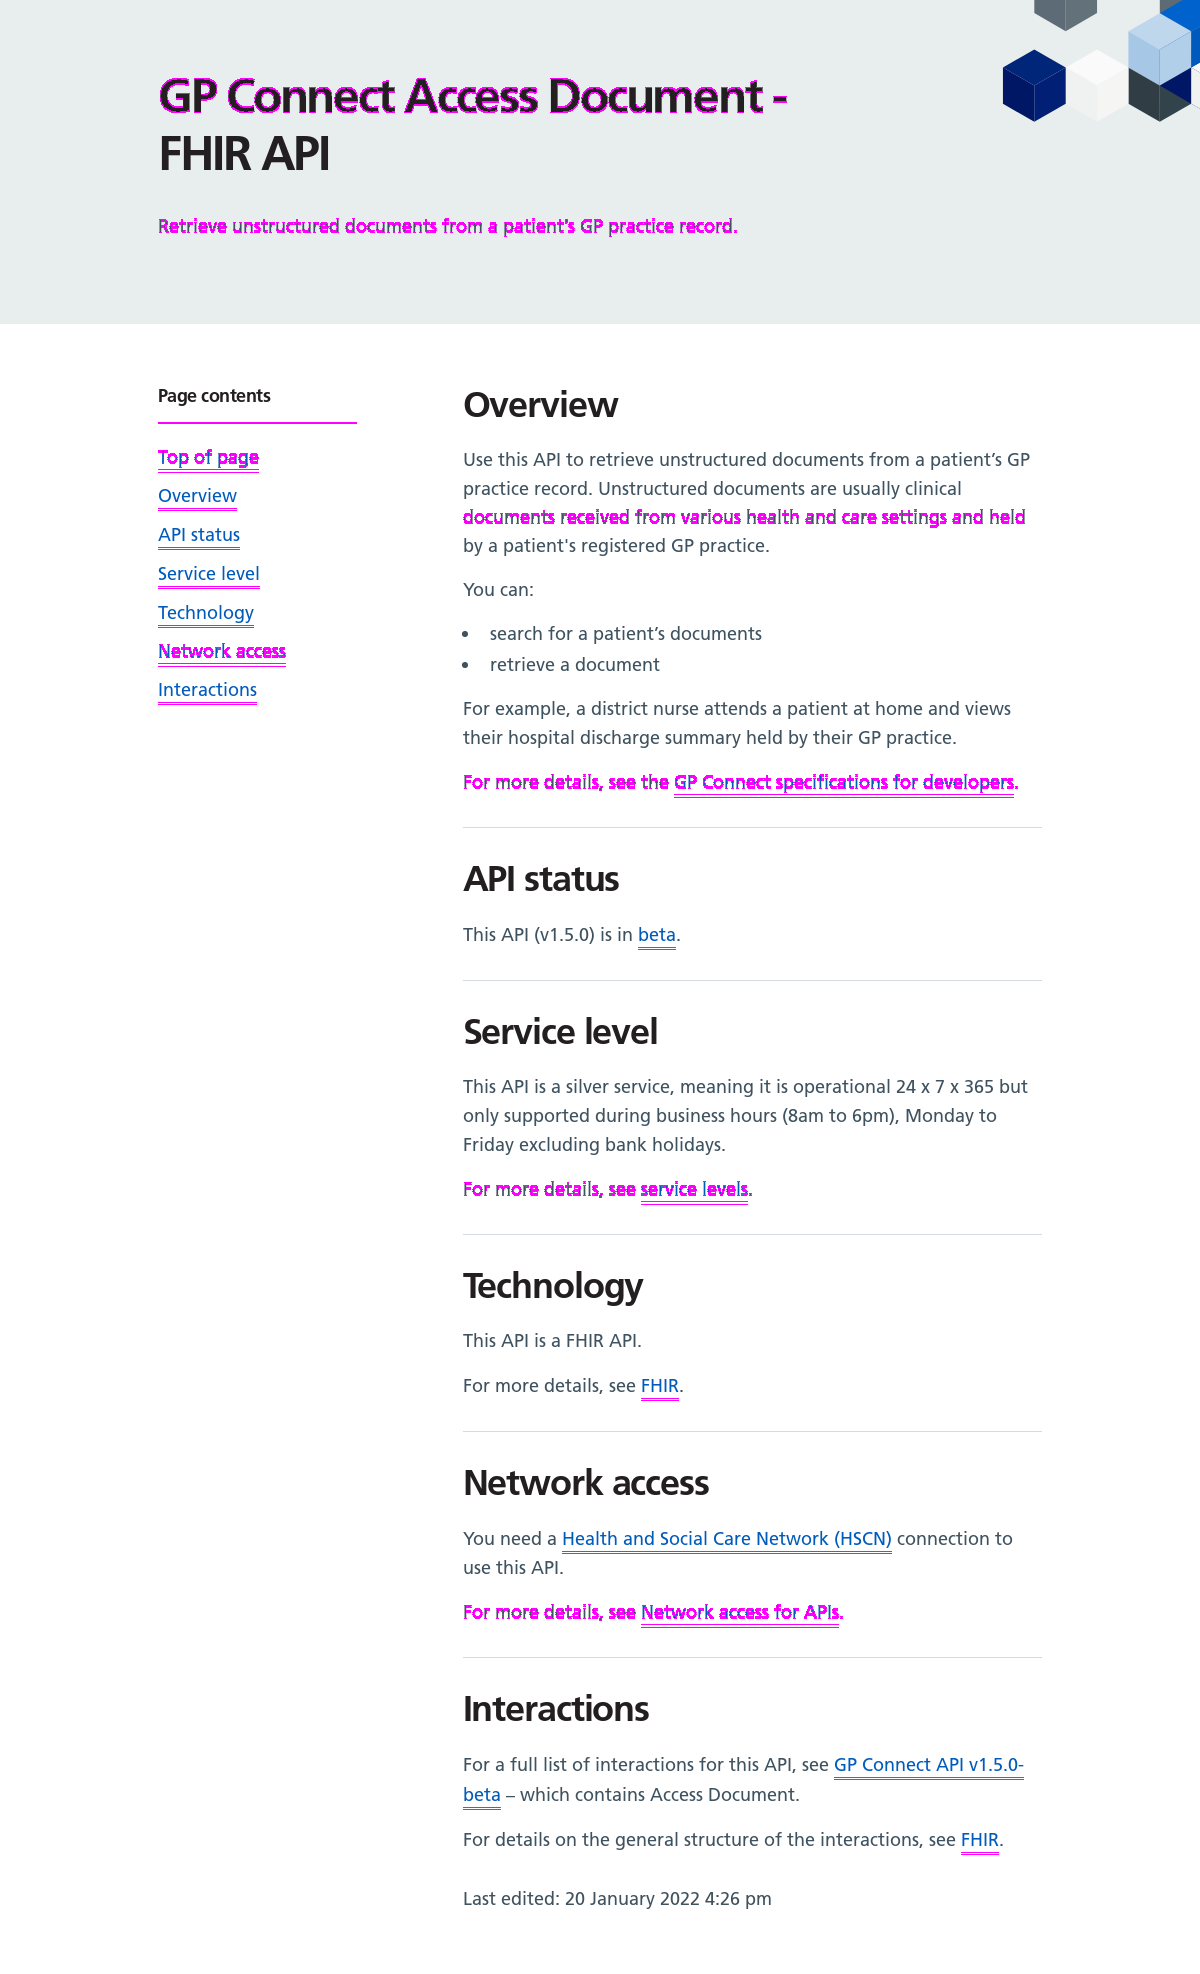 GP Connect Access Document -
FHIR API
Retrieve unstructured documents from a patient's GP practice record.
Page contents
Top of page
Overview
API status
Service level
Technology
Network access
Interactions
Overview
Use this API to retrieve unstructured documents from a patient’s GP
practice record. Unstructured documents are usually clinical
documents received from various health and care settings and held
by a patient's registered GP practice.
You can:
• search for a patient’s documents
• retrieve a document
For example, a district nurse attends a patient at home and views
their hospital discharge summary held by their GP practice.
For more details, see the GP Connect specifications for developers.
API status
This API (v1.5.0) is in beta.
Service level
This API is a silver service, meaning it is operational 24 x 7 x 365 but
only supported during business hours (8am to 6pm), Monday to
Friday excluding bank holidays.
For more details, see service levels.
Technology
This API is a FHIR API.
For more details, see FHIR.
Network access
You need a Health and Social Care Network (HSCN) connection to
use this API.
For more details, see Network access for APIs.
Interactions
For a full list of interactions for this API, see GP Connect API v1.5.0-
beta – which contains Access Document.
For details on the general structure of the interactions, see FHIR.
Last edited: 20 January 2022 4:26 pm